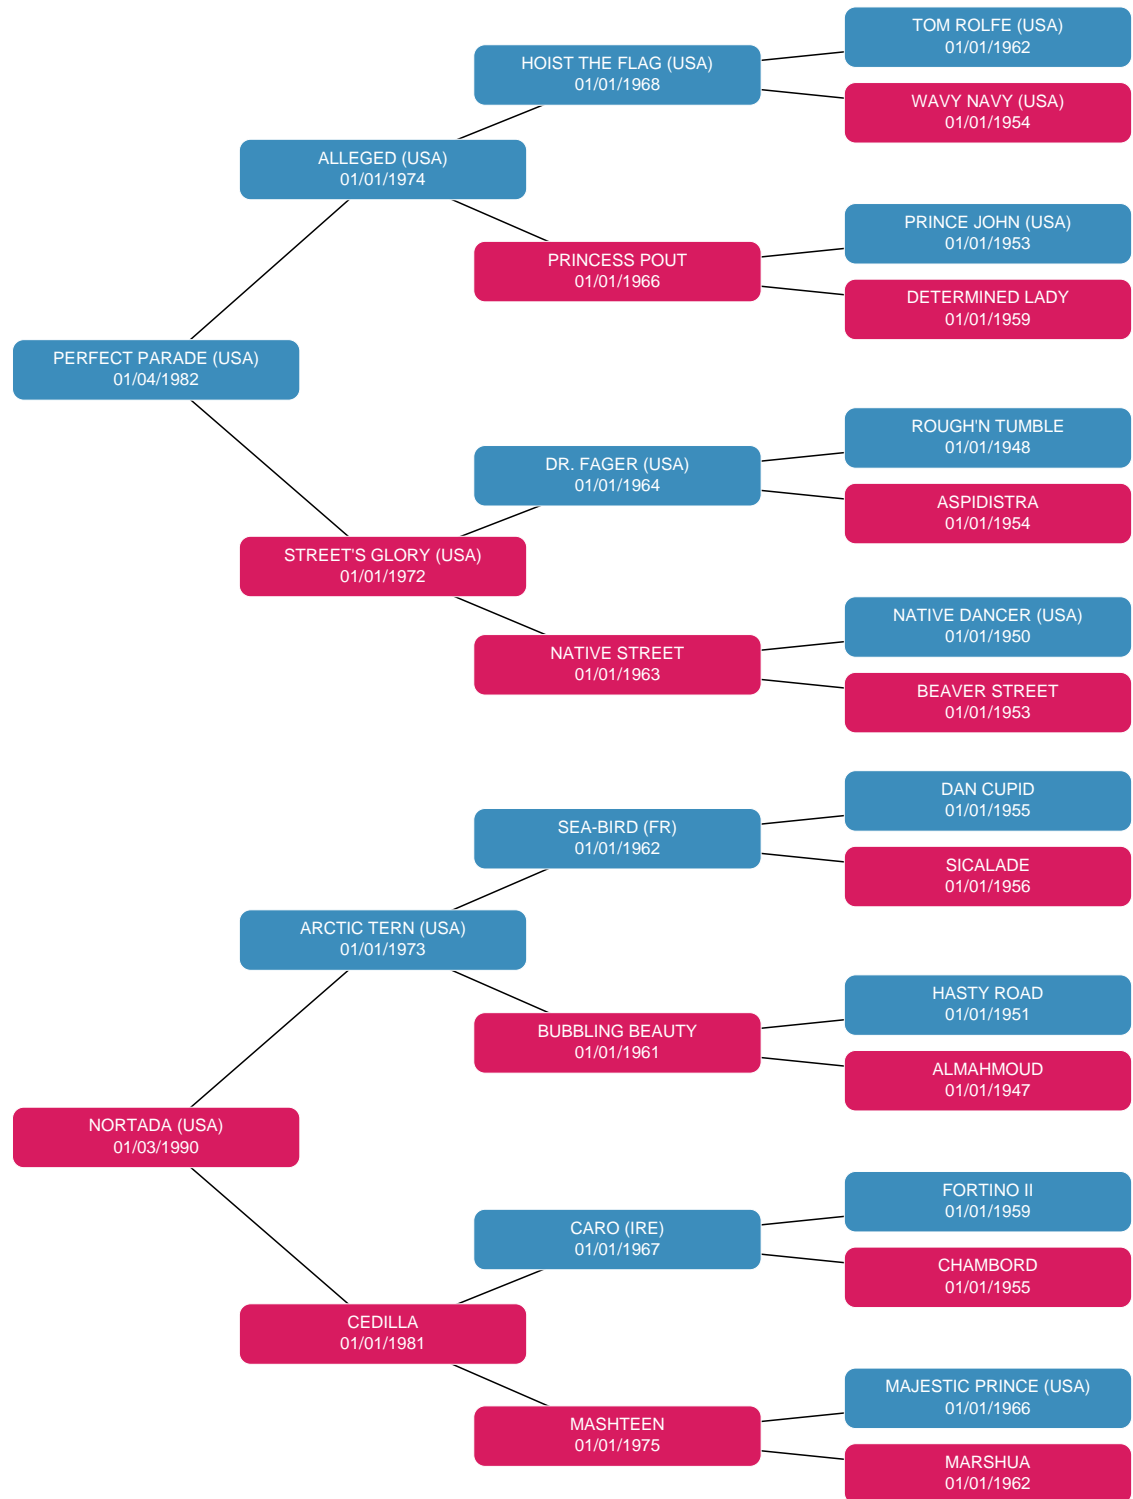 TOM ROLFE (USA)
01/01/1962
HOIST THE FLAG (USA)
01/01/1968
WAVY NAVY (USA)
01/01/1954
ALLEGED (USA)
01/01/1974
PRINCE JOHN (USA)
01/01/1953
PRINCESS POUT
01/01/1966
DETERMINED LADY
01/01/1959
PERFECT PARADE (USA)
01/04/1982
ROUGH'N TUMBLE
01/01/1948
DR. FAGER (USA)
01/01/1964
ASPIDISTRA
01/01/1954
STREET'S GLORY (USA)
01/01/1972
NATIVE DANCER (USA)
01/01/1950
NATIVE STREET
01/01/1963
BEAVER STREET
01/01/1953
DAN CUPID
01/01/1955
SEA-BIRD (FR)
01/01/1962
SICALADE
01/01/1956
ARCTIC TERN (USA)
01/01/1973
HASTY ROAD
01/01/1951
BUBBLING BEAUTY
01/01/1961
ALMAHMOUD
01/01/1947
NORTADA (USA)
01/03/1990
FORTINO II
01/01/1959
CARO (IRE)
01/01/1967
CHAMBORD
01/01/1955
CEDILLA
01/01/1981
MAJESTIC PRINCE (USA)
01/01/1966
MASHTEEN
01/01/1975
MARSHUA
01/01/1962